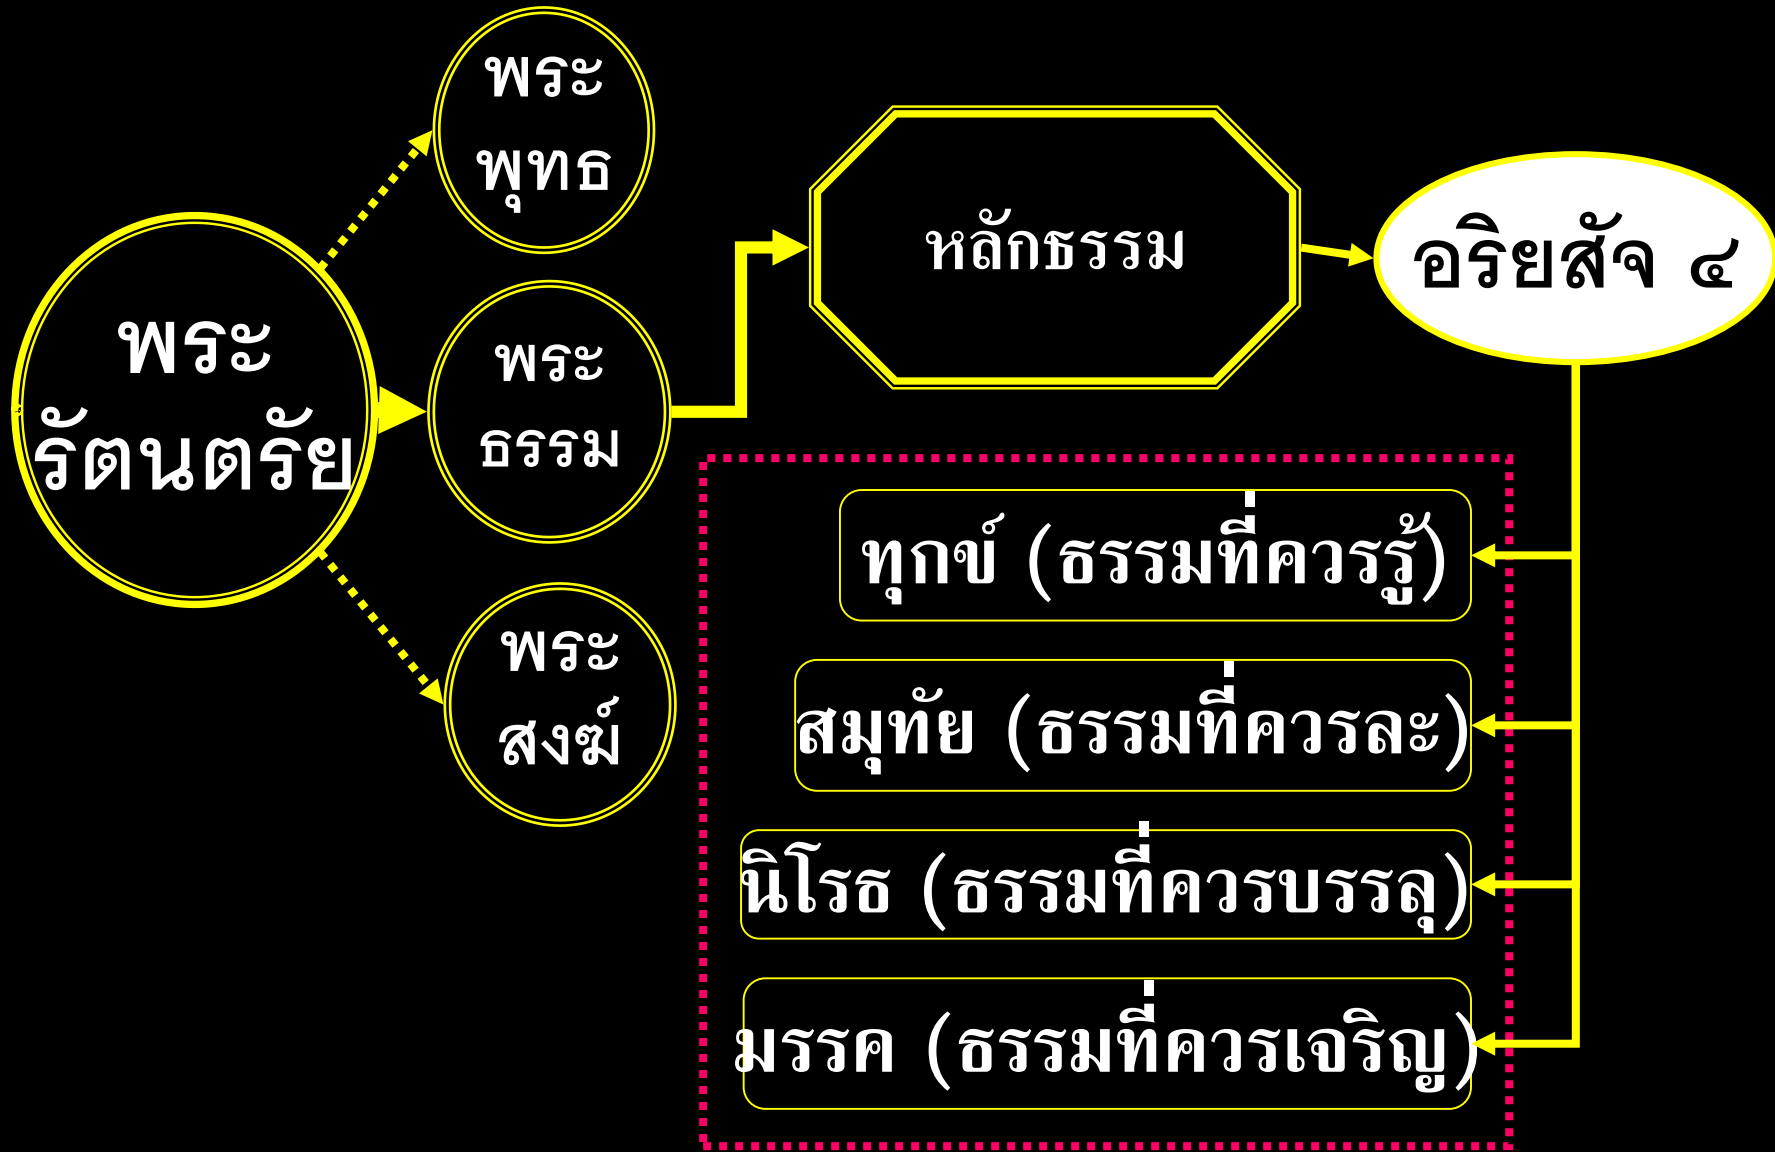 พระ
รัตนตรัย
พระ
พุทธ
พระ
ธรรม
พระ
สงฆ์
หลักธรรม
อริยสัจ ๔
ทุกข์ (ธรรมที่ควรรู้)
สมุทัย (ธรรมที่ควรละ)
นิโรธ (ธรรมที่ควรบรรลุ)
มรรค (ธรรมที่ควรเจริญ)